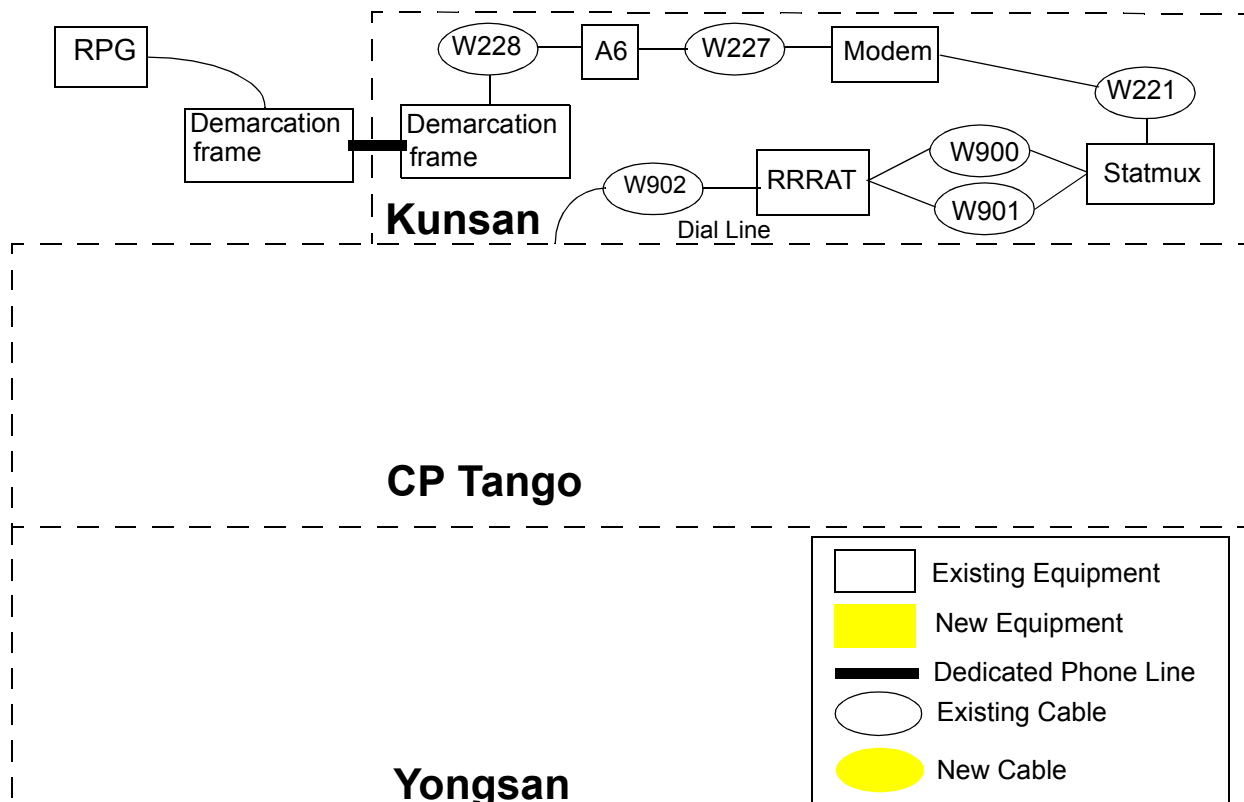 RPG
W228
A6
W227
Modem
W221
Demarcation
frame
Demarcation
frame
W902
RRRAT
W900
W901
Statmux
Kunsan
Dial Line
CP Tango
Existing Equipment
New Equipment
Dedicated Phone Line
Existing Cable
New Cable
Yongsan